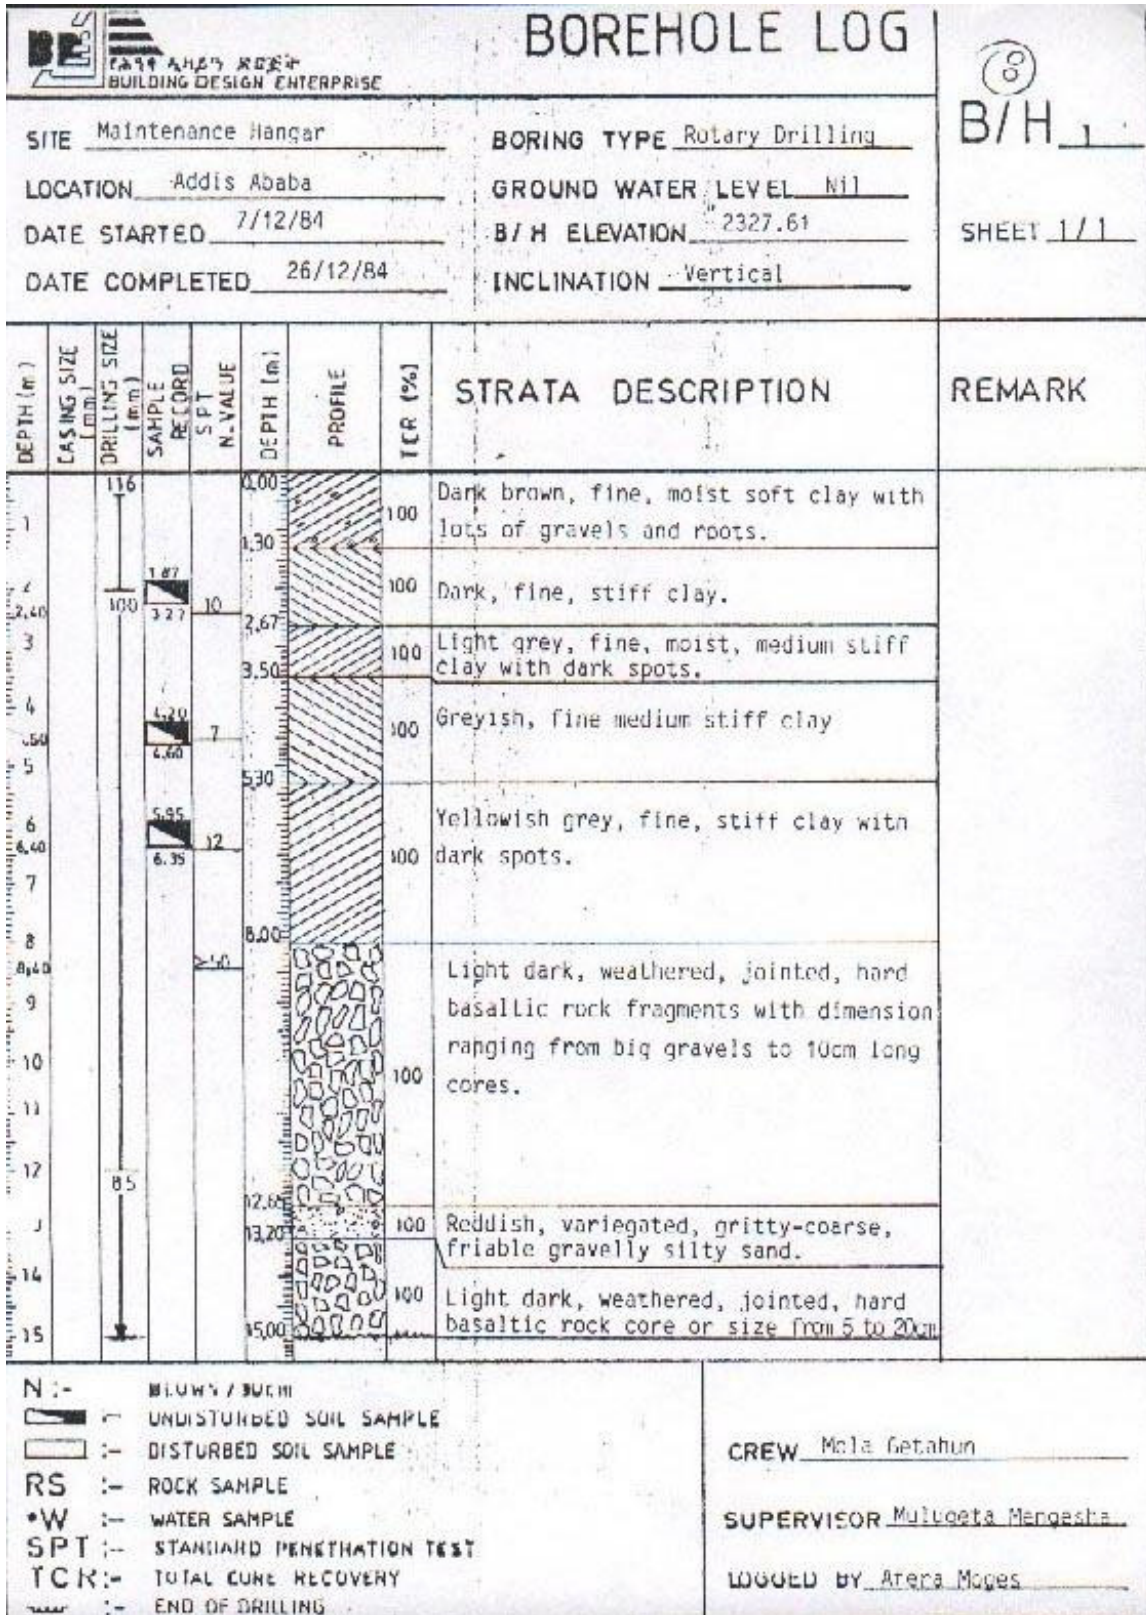 BOREHOLE LOG
BUILDING DESIGN ENTERPRISE
8
B/H 1
SHEET 1/1
SITE Maintenance Hangar
LOCATION Addis Ababa
DATE STARTED 7/12/84
DATE COMPLETED 26/12/84
BORING TYPE Rotary Drilling
GROUND WATER LEVEL Nil
B/H ELEVATION 2327.61
INCLINATION Vertical
DEPTH (m)
CASING SIZE (mm)
DRILLING SIZE (mm)
SAMPLE RECORD
SPT N.VALUE
DEPTH (m)
PROFILE
TCR (%)
STRATA DESCRIPTION
REMARK
116
0,00
100
Dark brown, fine, moist soft clay with
lots of gravels and roots.
1
1,30
1.87
2
100
3.27
10
2,40
100
Dark, fine, stiff clay.
2,67
3
100
Light grey, fine, moist, medium stiff
clay with dark spots.
3,50
4
4.20
7
.50
4.60
100
Greyish, fine medium stiff clay
5
5,30
5.95
6
12
6,40
6.35
100
Yellowish grey, fine, stiff clay with
dark spots.
7
8
8,00
>50
8,40
9
10
11
12
85
100
Light dark, weathered, jointed, hard
basaltic rock fragments with dimension
ranging from big gravels to 10cm long
cores.
12,65
13,20
100
Reddish, variegated, gritty-coarse,
friable gravelly silty sand.
14
100
Light dark, weathered, jointed, hard
basaltic rock core or size from 5 to 20cm
15
15,00
N :- BLOWS / 30cm
:- UNDISTURBED SOIL SAMPLE
:- DISTURBED SOIL SAMPLE
RS :- ROCK SAMPLE
•W :- WATER SAMPLE
SPT :- STANDARD PENETRATION TEST
TCR :- TOTAL CORE RECOVERY
:- END OF DRILLING
CREW Mola Getahun
SUPERVISOR Mulugeta Mengesha
LOGGED BY Arera Moges